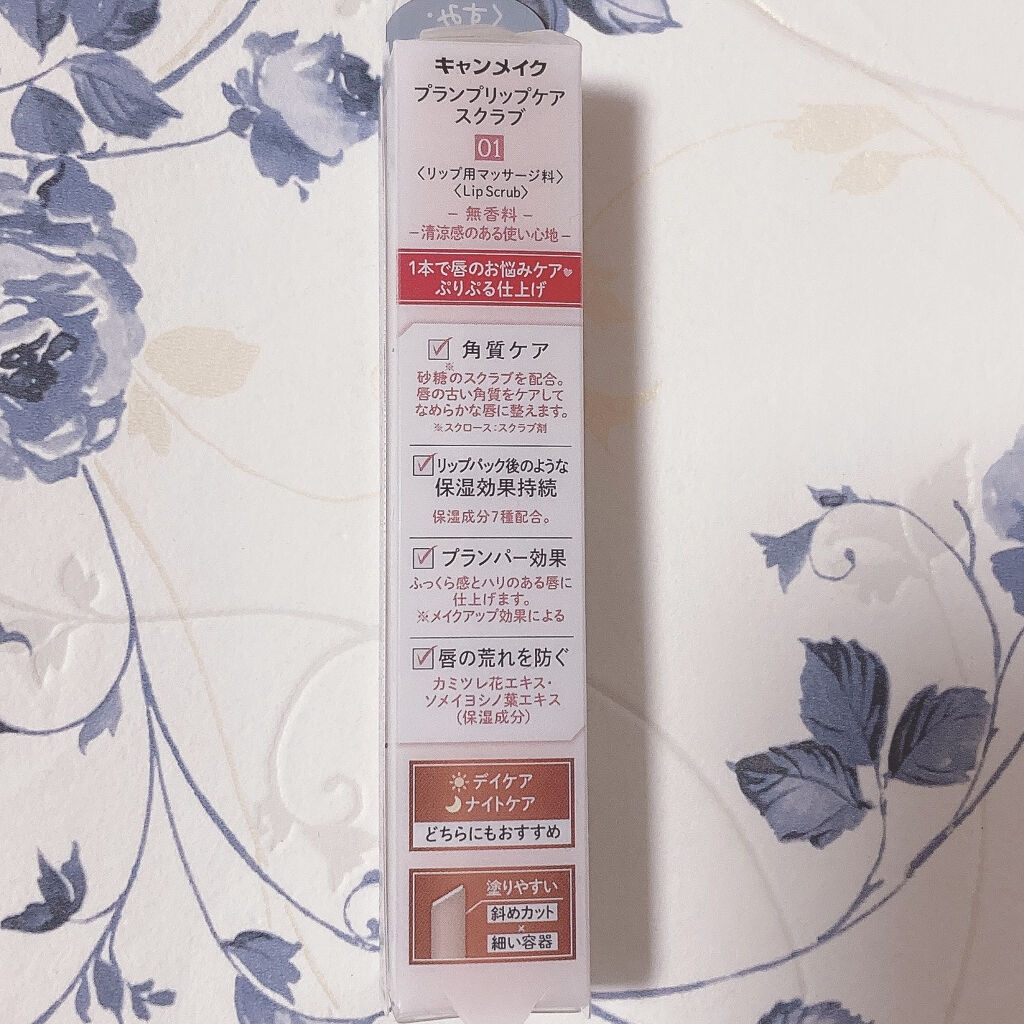 くすみ・
キャンメイク
プランプリップケア
スクラブ
01
〈リップ用マッサージ料〉
〈Lip Scrub〉
− 無香料 −
−清涼感のある使い心地−
1本で唇のお悩みケア♥
ぷりぷる仕上げ
角質ケア
砂糖※のスクラブを配合。
唇の古い角質をケアして
なめらかな唇に整えます。
※スクロース:スクラブ剤
リップパック後のような
保湿効果持続
保湿成分7種配合。
プランパー効果
ふっくら感とハリのある唇に
仕上げます。
※メイクアップ効果による
唇の荒れを防ぐ
カミツレ花エキス・
ソメイヨシノ葉エキス
(保湿成分)
デイケア
ナイトケア
どちらにもおすすめ
塗りやすい
斜めカット
×
細い容器